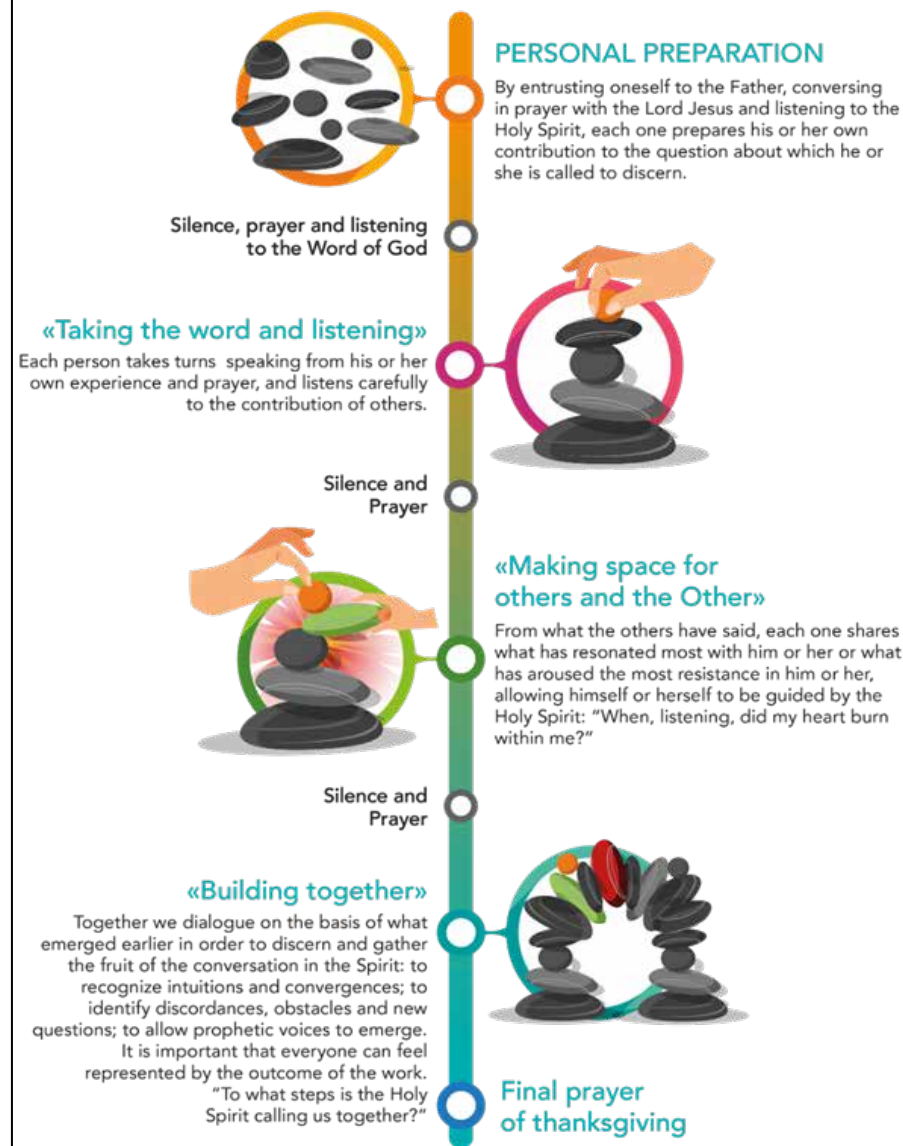 PERSONAL PREPARATION
By entrusting oneself to the Father, conversing
in prayer with the Lord Jesus and listening to the
Holy Spirit, each one prepares his or her own
contribution to the question about which he or
she is called to discern.
Silence, prayer and listening
to the Word of God
«Taking the word and listening»
Each person takes turns speaking from his or her
own experience and prayer, and listens carefully
to the contribution of others.
Silence and
Prayer
«Making space for
others and the Other»
From what the others have said, each one shares
what has resonated most with him or her or what
has aroused the most resistance in him or her,
allowing himself or herself to be guided by the
Holy Spirit: “When, listening, did my heart burn
within me?”
Silence and
Prayer
«Building together»
Together we dialogue on the basis of what
emerged earlier in order to discern and gather
the fruit of the conversation in the Spirit: to
recognize intuitions and convergences; to
identify discordances, obstacles and new
questions; to allow prophetic voices to emerge.
It is important that everyone can feel
represented by the outcome of the work.
“To what steps is the Holy
Spirit calling us together?”
Final prayer
of thanksgiving